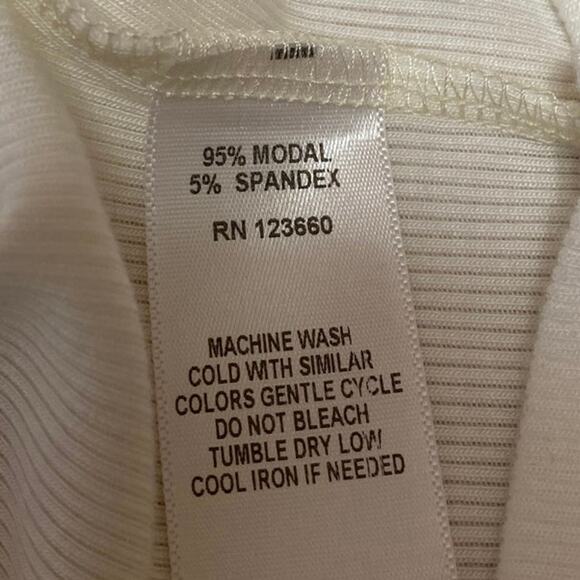 95% MODAL
5% SPANDEX
RN 123660
MACHINE WASH
COLD WITH SIMILAR
COLORS GENTLE CYCLE
DO NOT BLEACH
TUMBLE DRY LOW
COOL IRON IF NEEDED